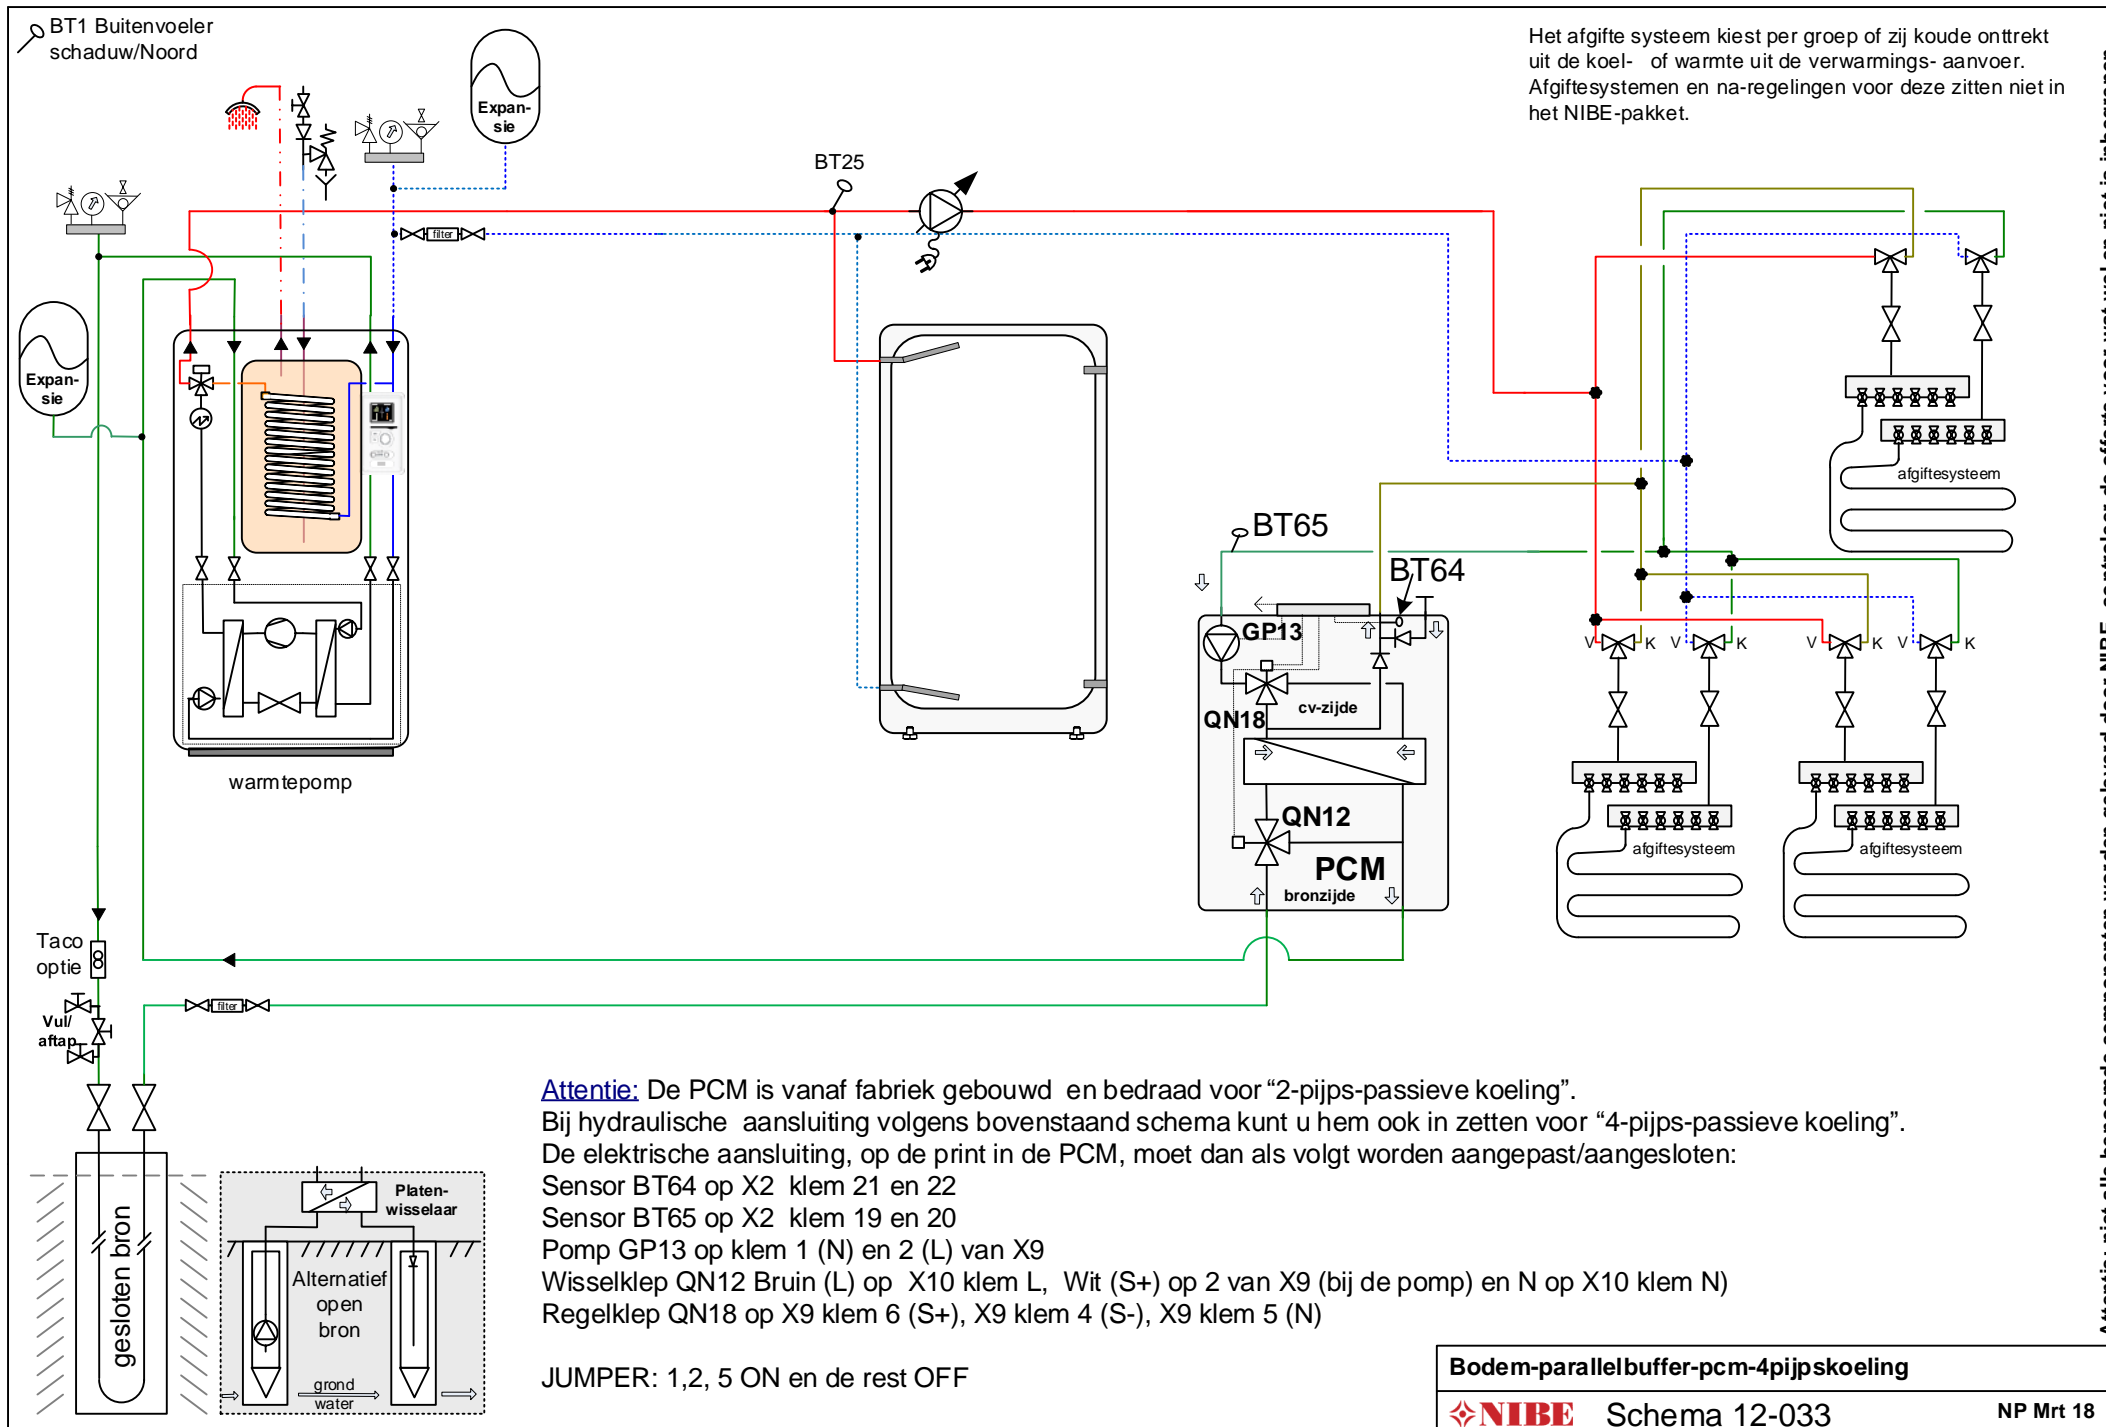 BT1 Buitenvoeler
schaduw/Noord
Expan-
sie
Het afgifte systeem kiest per groep of zij koude onttrekt
uit de koel- of warmte uit de verwarmings- aanvoer.
Afgiftesystemen en na-regelingen voor deze zitten niet in
het NIBE-pakket.
BT25
filter
Expan-
sie
warmtepomp
afgiftesysteem
BT65
BT64
GP13
QN18
cv-zijde
QN12
PCM
bronzijde
V
K
V
K
V
K
V
K
afgiftesysteem
afgiftesysteem
Taco
optie
filter
Vul/
aftap
gesloten bron
Platen-
wisselaar
Alternatief
open
bron
grond
water
Attentie: De PCM is vanaf fabriek gebouwd en bedraad voor “2-pijps-passieve koeling”.
Bij hydraulische aansluiting volgens bovenstaand schema kunt u hem ook in zetten voor “4-pijps-passieve koeling”.
De elektrische aansluiting, op de print in de PCM, moet dan als volgt worden aangepast/aangesloten:
Sensor BT64 op X2 klem 21 en 22
Sensor BT65 op X2 klem 19 en 20
Pomp GP13 op klem 1 (N) en 2 (L) van X9
Wisselklep QN12 Bruin (L) op X10 klem L, Wit (S+) op 2 van X9 (bij de pomp) en N op X10 klem N)
Regelklep QN18 op X9 klem 6 (S+), X9 klem 4 (S-), X9 klem 5 (N)
JUMPER: 1,2, 5 ON en de rest OFF
Bodem-parallelbuffer-pcm-4pijpskoeling
NIBE Schema 12-033 NP Mrt 18